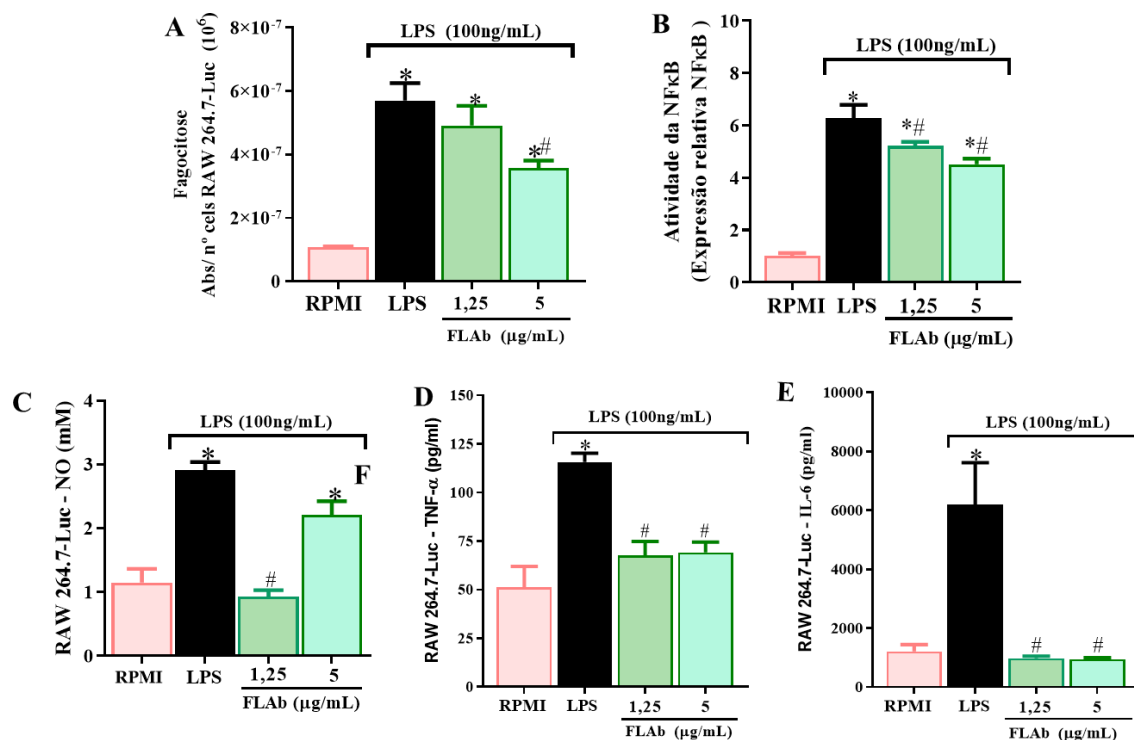 A
Fagocitose
Abs/ nº cels RAW 264.7-Luc (10⁶)
8×10⁻⁷
6×10⁻⁷
4×10⁻⁷
2×10⁻⁷
0
LPS (100ng/mL)
*
*
*#
RPMI LPS 1,25 5
FLAb (µg/mL)
B
Atividade da NFκB
(Expressão relativa NFκB)
10
8
6
4
2
0
LPS (100ng/mL)
*
*#
*#
RPMI LPS 1,25 5
FLAb (µg/mL)
C
RAW 264.7-Luc - NO (mM)
4
3
2
1
0
LPS (100ng/mL)
*
#
*
F
RPMI LPS 1,25 5
FLAb (µg/mL)
D
RAW 264.7-Luc - TNF-α (pg/ml)
150
125
100
75
50
25
0
LPS (100ng/mL)
*
#
#
RPMI LPS 1,25 5
FLAb (µg/mL)
E
RAW 264.7-Luc - IL-6 (pg/ml)
10000
8000
6000
4000
2000
0
LPS (100ng/mL)
*
#
#
RPMI LPS 1,25 5
FLAb (µg/mL)